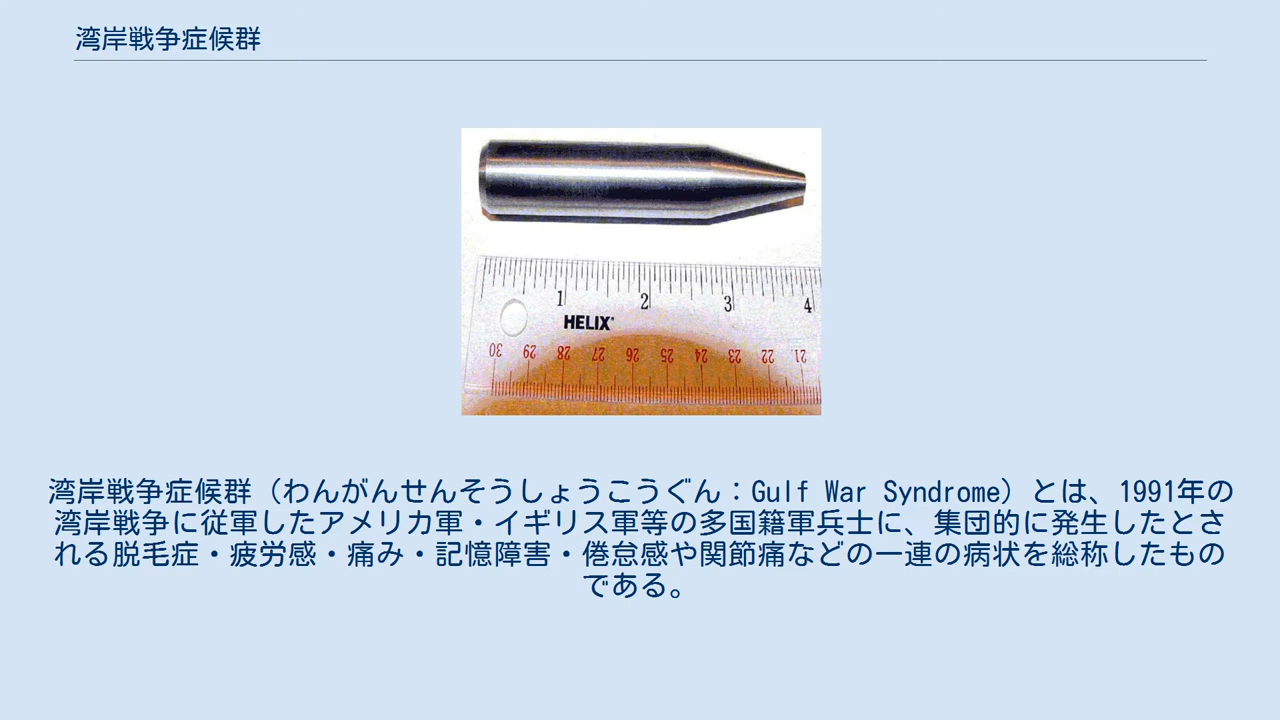 湾岸戦争症候群
1 2 3 4
HELIX
30 29 28 27 26 25 24 23 22 21
湾岸戦争症候群（わんがんせんそうしょうこうぐん：Gulf War Syndrome）とは、1991年の
湾岸戦争に従軍したアメリカ軍・イギリス軍等の多国籍軍兵士に、集団的に発生したとさ
れる脱毛症・疲労感・痛み・記憶障害・倦怠感や関節痛などの一連の病状を総称したもの
である。